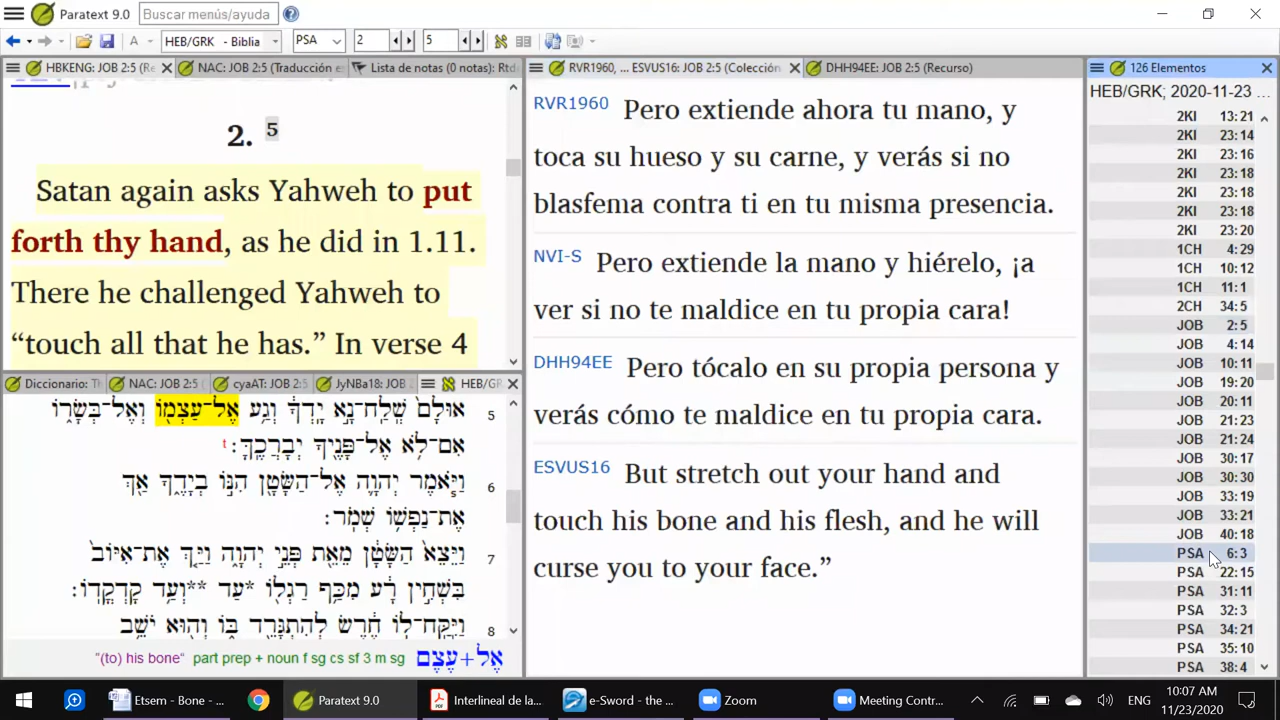 Paratext 9.0
Buscar menús/ayuda
HEB/GRK - Biblia
PSA
2
5
HBKENG: JOB 2:5 (Re
NAC: JOB 2:5 (Traducción es
Lista de notas (0 notas): Rtd
2. 5
Satan again asks Yahweh to put
forth thy hand, as he did in 1.11.
There he challenged Yahweh to
“touch all that he has.” In verse 4
Diccionario: Th
NAC: JOB 2:5
cyaAT: JOB 2:5
JyNBa18: JOB 2:
HEB/G
5 אוּלָם֙ שְֽׁלַֽח־נָ֣א יָֽדְךָ֔ וְגַ֥ע אֶל־עַצְמ֖וֹ וְאֶל־בְּשָׂר֑וֹ
אִם־לֹ֥א אֶל־פָּנֶ֖יךָ יְבָרֲכֶֽךָּ׃ t
6 וַיֹּ֧אמֶר יְהוָ֛ה אֶל־הַשָּׂטָ֖ן הִנּ֣וֹ בְיָדֶ֑ךָ אַ֖ךְ
אֶת־נַפְשׁ֥וֹ שְׁמֹֽר׃
7 וַיֵּצֵא֙ הַשָּׂטָ֔ן מֵאֵ֖ת פְּנֵ֣י יְהוָ֑ה וַיַּ֤ךְ אֶת־אִיּוֹב֙
בִּשְׁחִ֣ין רָ֔ע מִכַּ֥ף רַגְל֖וֹ *עַד **וְעַ֥ד קָדְקֳדֽוֹ׃
8 וַיִּֽקַּֽח־ל֣וֹ חֶ֔רֶשׂ לְהִתְגָּרֵ֖ד בּ֑וֹ וְה֖וּא יֹשֵׁ֥ב
"(to) his bone" part prep + noun f sg cs sf 3 m sg אֶל+עֶצֶם
RVR1960, ... ESVUS16: JOB 2:5 (Colección
DHH94EE: JOB 2:5 (Recurso)
RVR1960 Pero extiende ahora tu mano, y
toca su hueso y su carne, y verás si no
blasfema contra ti en tu misma presencia.
NVI-S Pero extiende la mano y hiérelo, ¡a
ver si no te maldice en tu propia cara!
DHH94EE Pero tócalo en su propia persona y
verás cómo te maldice en tu propia cara.
ESVUS16 But stretch out your hand and
touch his bone and his flesh, and he will
curse you to your face.”
126 Elementos
HEB/GRK; 2020-11-23 ...
2KI 13:21
2KI 23:14
2KI 23:16
2KI 23:18
2KI 23:18
2KI 23:18
2KI 23:20
1CH 4:29
1CH 10:12
1CH 11:1
2CH 34:5
JOB 2:5
JOB 4:14
JOB 10:11
JOB 19:20
JOB 20:11
JOB 21:23
JOB 21:24
JOB 30:17
JOB 30:30
JOB 33:19
JOB 33:21
JOB 40:18
PSA 6:3
PSA 22:15
PSA 31:11
PSA 32:3
PSA 34:21
PSA 35:10
PSA 38:4
Etsem - Bone - ...
Paratext 9.0
Interlineal de la...
e-Sword - the ...
Zoom
Meeting Contr...
ENG
10:07 AM
11/23/2020